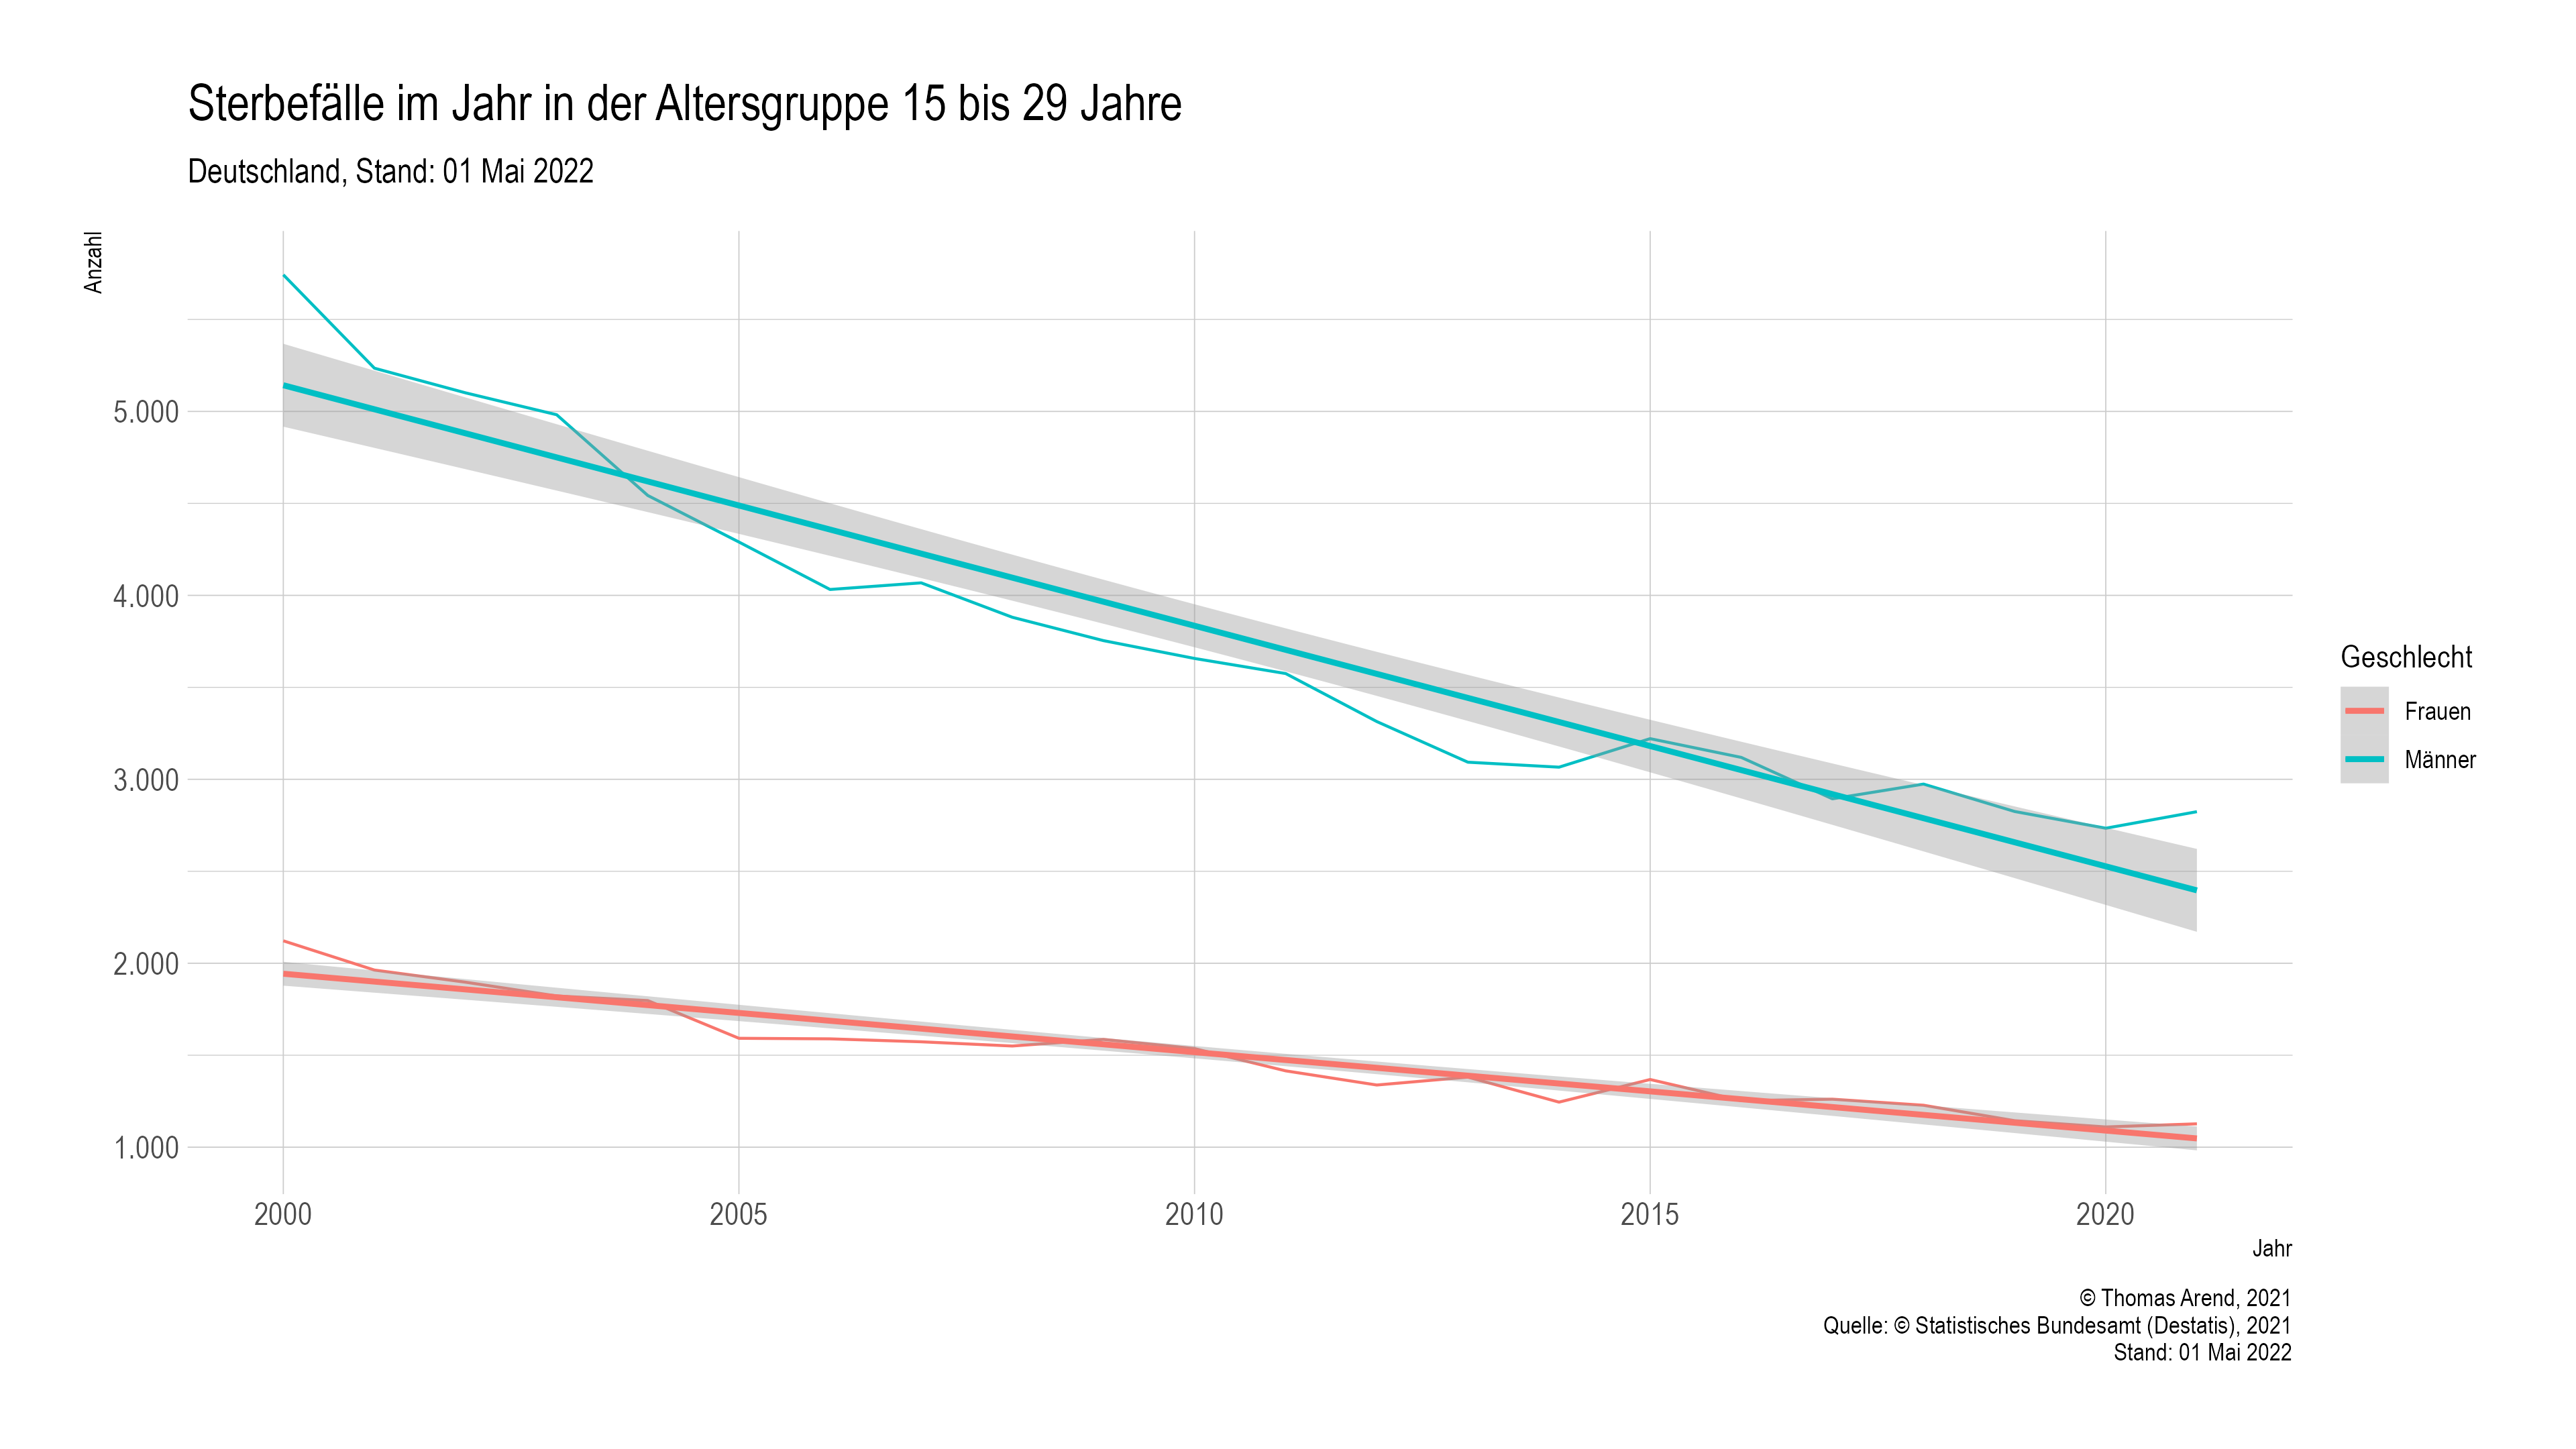 Sterbefälle im Jahr in der Altersgruppe 15 bis 29 Jahre
Deutschland, Stand: 01 Mai 2022
Anzahl
5.000
4.000
3.000
2.000
1.000
2000
2005
2010
2015
2020
Jahr
Geschlecht
Frauen
Männer
© Thomas Arend, 2021
Quelle: © Statistisches Bundesamt (Destatis), 2021
Stand: 01 Mai 2022